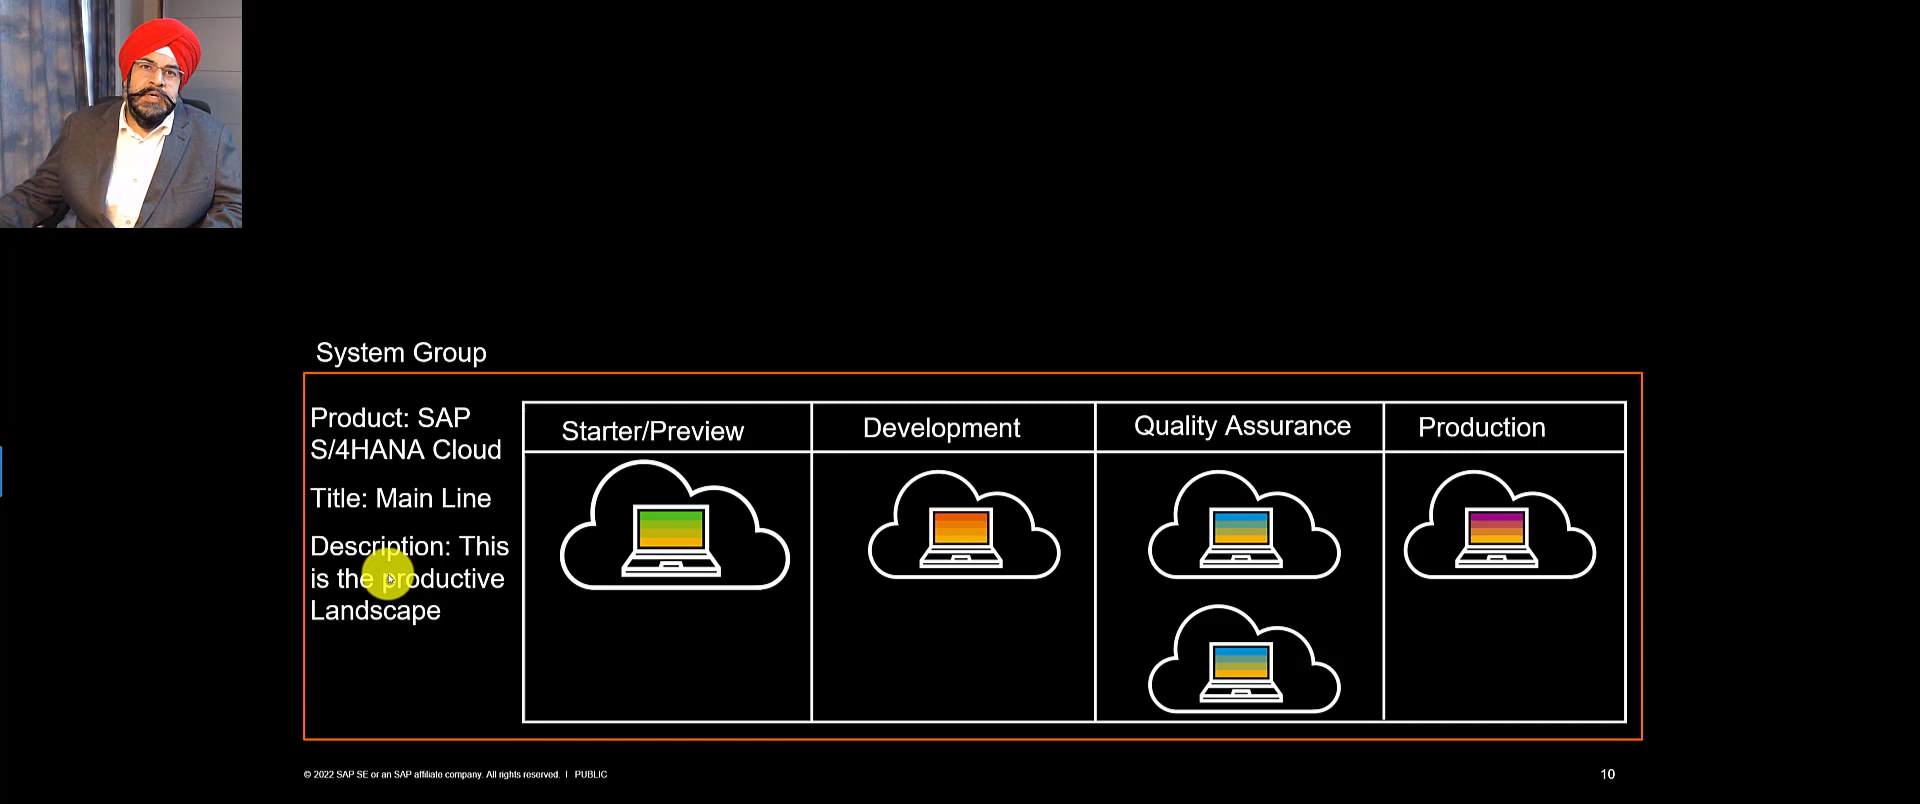 System Group
Product: SAP
S/4HANA Cloud
Title: Main Line
Description: This
is the productive
Landscape
Starter/Preview
Development
Quality Assurance
Production
© 2022 SAP SE or an SAP affiliate company. All rights reserved. I PUBLIC
10